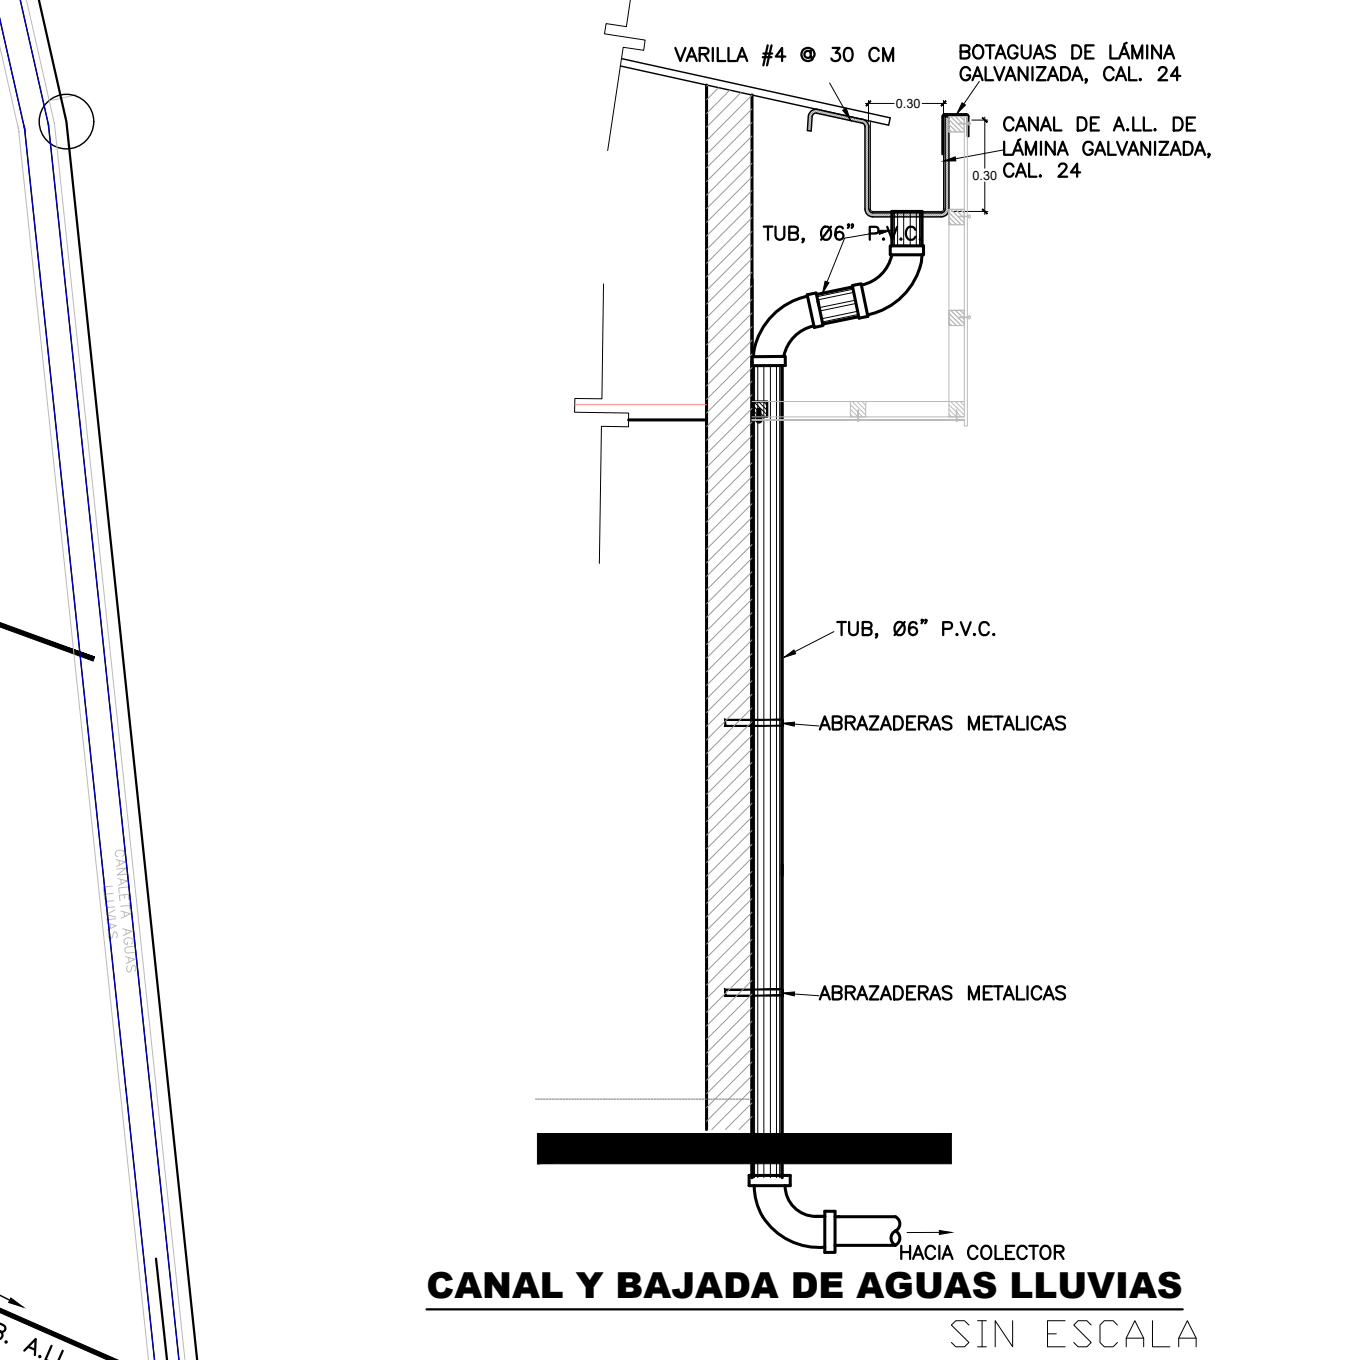 VARILLA #4 @ 30 CM
BOTAGUAS DE LÁMINA
GALVANIZADA, CAL. 24
0.30
CANAL DE A.LL. DE
LÁMINA GALVANIZADA,
CAL. 24
0.30
TUB, Ø6” P.V.C
TUB, Ø6” P.V.C.
ABRAZADERAS METALICAS
CANALETA AGUAS
LLUVIAS
ABRAZADERAS METALICAS
HACIA COLECTOR
CANAL Y BAJADA DE AGUAS LLUVIAS
SIN ESCALA